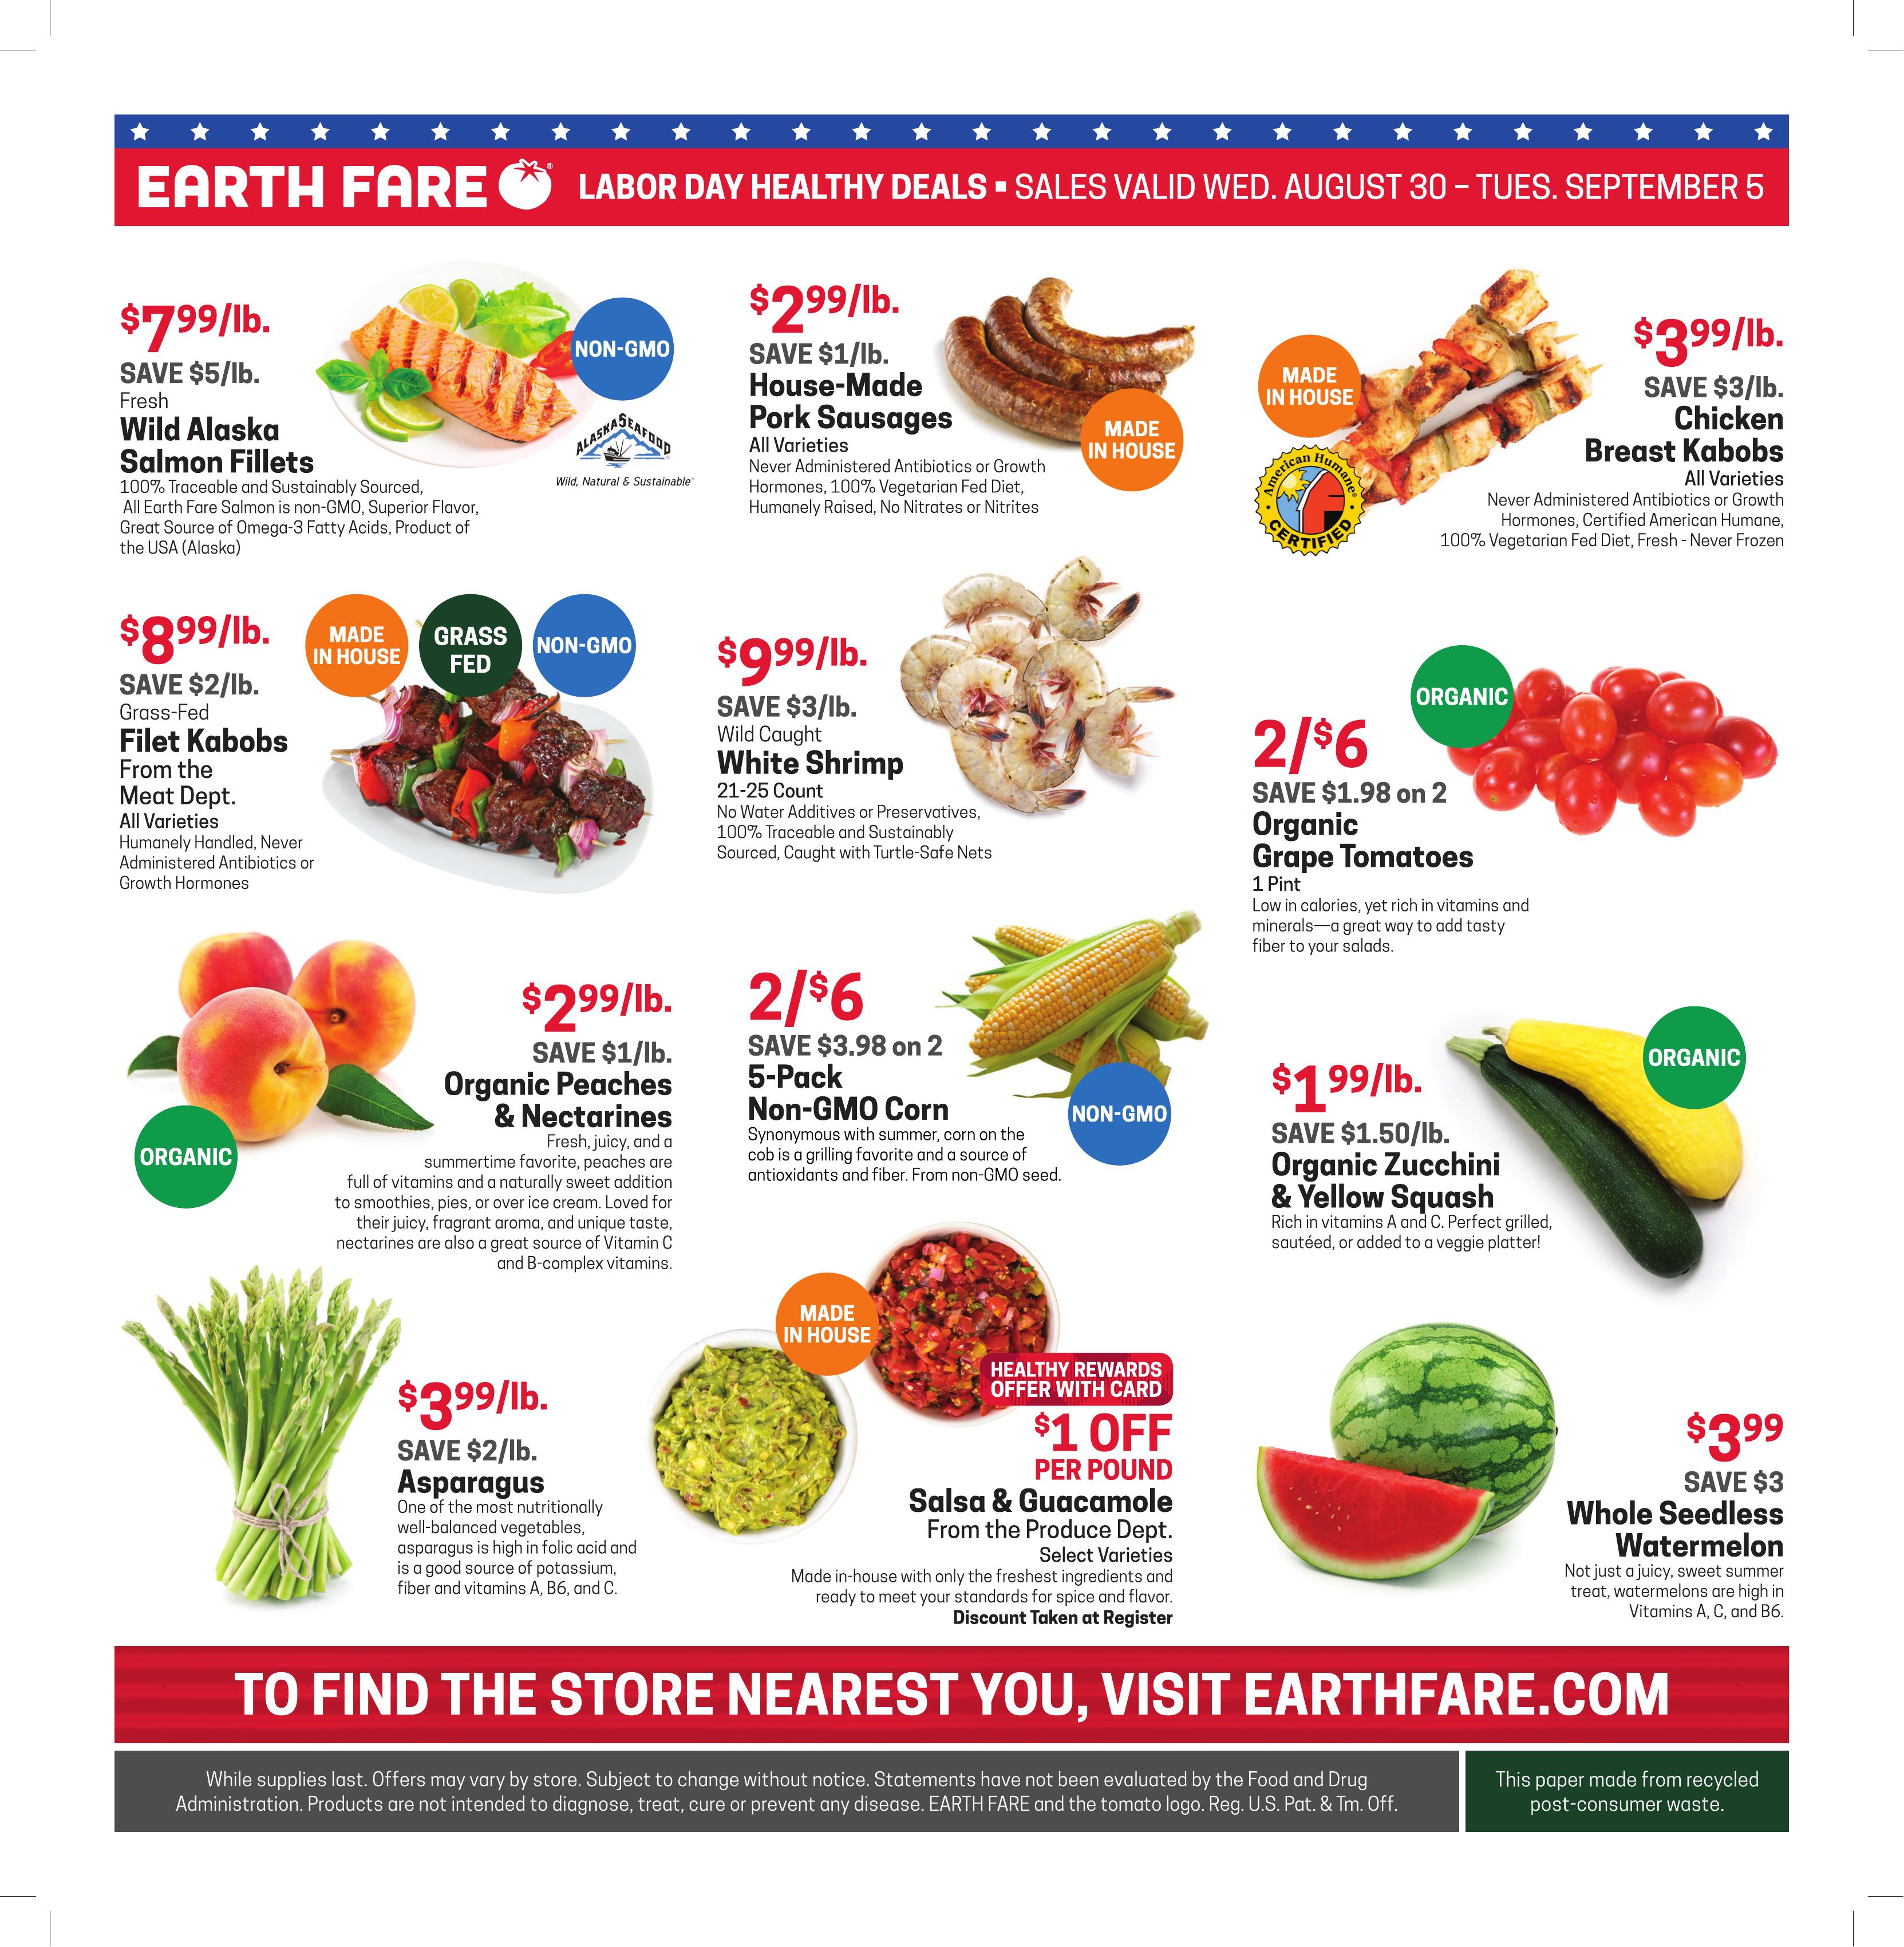 EARTH FARE ® LABOR DAY HEALTHY DEALS ▪ SALES VALID WED. AUGUST 30 – TUES. SEPTEMBER 5
$7.99/lb.
SAVE $5/lb.
Fresh
Wild Alaska
Salmon Fillets
100% Traceable and Sustainably Sourced,
All Earth Fare Salmon is non-GMO, Superior Flavor,
Great Source of Omega-3 Fatty Acids, Product of
the USA (Alaska)
NON-GMO
ALASKA SEAFOOD
Wild, Natural & Sustainable®
$2.99/lb.
SAVE $1/lb.
House-Made
Pork Sausages
All Varieties
Never Administered Antibiotics or Growth
Hormones, 100% Vegetarian Fed Diet,
Humanely Raised, No Nitrates or Nitrites
MADE
IN HOUSE
MADE
IN HOUSE
American Humane®
CERTIFIED
$3.99/lb.
SAVE $3/lb.
Chicken
Breast Kabobs
All Varieties
Never Administered Antibiotics or Growth
Hormones, Certified American Humane,
100% Vegetarian Fed Diet, Fresh - Never Frozen
$8.99/lb.
SAVE $2/lb.
Grass-Fed
Filet Kabobs
From the
Meat Dept.
All Varieties
Humanely Handled, Never
Administered Antibiotics or
Growth Hormones
MADE
IN HOUSE
GRASS
FED
NON-GMO
$9.99/lb.
SAVE $3/lb.
Wild Caught
White Shrimp
21-25 Count
No Water Additives or Preservatives,
100% Traceable and Sustainably
Sourced, Caught with Turtle-Safe Nets
ORGANIC
2/$6
SAVE $1.98 on 2
Organic
Grape Tomatoes
1 Pint
Low in calories, yet rich in vitamins and
minerals—a great way to add tasty
fiber to your salads.
ORGANIC
$2.99/lb.
SAVE $1/lb.
Organic Peaches
& Nectarines
Fresh, juicy, and a
summertime favorite, peaches are
full of vitamins and a naturally sweet addition
to smoothies, pies, or over ice cream. Loved for
their juicy, fragrant aroma, and unique taste,
nectarines are also a great source of Vitamin C
and B-complex vitamins.
2/$6
SAVE $3.98 on 2
5-Pack
Non-GMO Corn
Synonymous with summer, corn on the
cob is a grilling favorite and a source of
antioxidants and fiber. From non-GMO seed.
NON-GMO
$1.99/lb.
SAVE $1.50/lb.
Organic Zucchini
& Yellow Squash
Rich in vitamins A and C. Perfect grilled,
sautéed, or added to a veggie platter!
ORGANIC
$3.99/lb.
SAVE $2/lb.
Asparagus
One of the most nutritionally
well-balanced vegetables,
asparagus is high in folic acid and
is a good source of potassium,
fiber and vitamins A, B6, and C.
MADE
IN HOUSE
HEALTHY REWARDS
OFFER WITH CARD
$1 OFF
PER POUND
Salsa & Guacamole
From the Produce Dept.
Select Varieties
Made in-house with only the freshest ingredients and
ready to meet your standards for spice and flavor.
Discount Taken at Register
$3.99
SAVE $3
Whole Seedless
Watermelon
Not just a juicy, sweet summer
treat, watermelons are high in
Vitamins A, C, and B6.
TO FIND THE STORE NEAREST YOU, VISIT EARTHFARE.COM
While supplies last. Offers may vary by store. Subject to change without notice. Statements have not been evaluated by the Food and Drug
Administration. Products are not intended to diagnose, treat, cure or prevent any disease. EARTH FARE and the tomato logo. Reg. U.S. Pat. & Tm. Off.
This paper made from recycled
post-consumer waste.